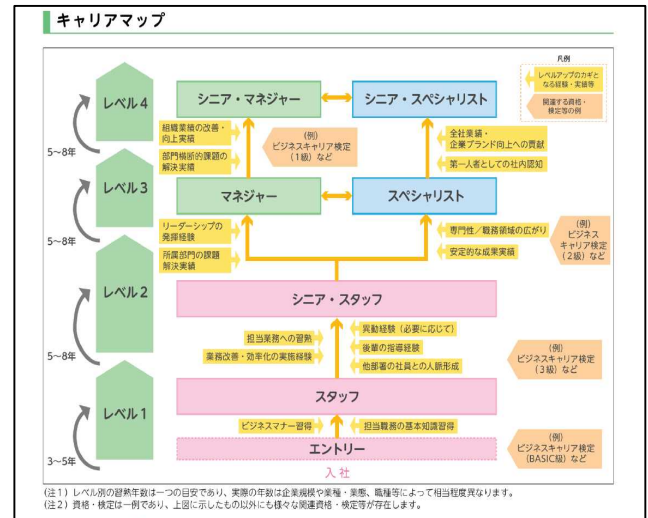 キャリアマップ
凡例
レベルアップのカギと
なる経験・実績等
関連する資格・
検定等の例
レベル4
シニア・マネジャー
シニア・スペシャリスト
組織業績の改善・
向上実績
部門横断的課題の
解決実績
(例)
ビジネスキャリア検定
(1級)など
全社業績・
企業ブランド向上への貢献
第一人者としての社内認知
5~8年
レベル3
マネジャー
スペシャリスト
リーダーシップの
発揮経験
所属部門の課題
解決実績
専門性/職務領域の広がり
安定的な成果実績
(例)
ビジネス
キャリア検定
(2級)など
5~8年
レベル2
シニア・スタッフ
担当業務への習熟
業務改善・効率化の実施経験
異動経験(必要に応じて)
後輩の指導経験
他部署の社員との人脈形成
(例)
ビジネスキャリア検定
(3級)など
5~8年
レベル1
スタッフ
ビジネスマナー習得
担当職務の基本知識習得
エントリー
(例)
ビジネスキャリア検定
(BASIC級)など
3~5年
入社
(注1)レベル別の習熟年数は一つの目安であり、実際の年数は企業規模や業種・業態、職種等によって相当程度異なります。
(注2)資格・検定は一例であり、上図に示したもの以外にも様々な関連資格・検定等が存在します。